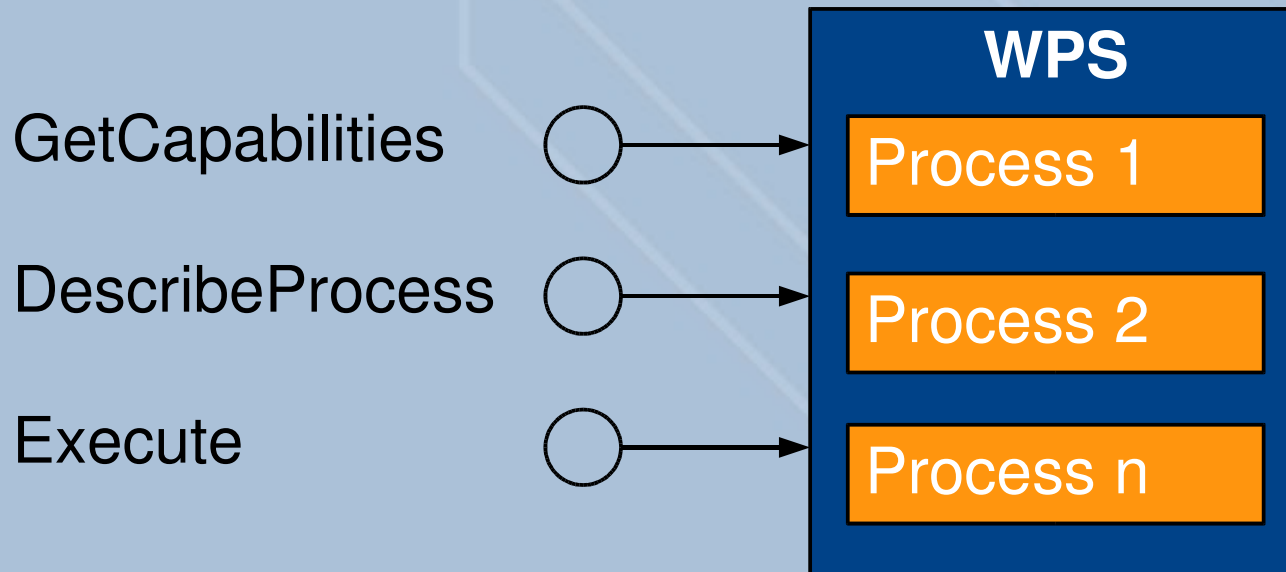 WPS
GetCapabilities
Process 1
DescribeProcess
Process 2
Execute
Process n